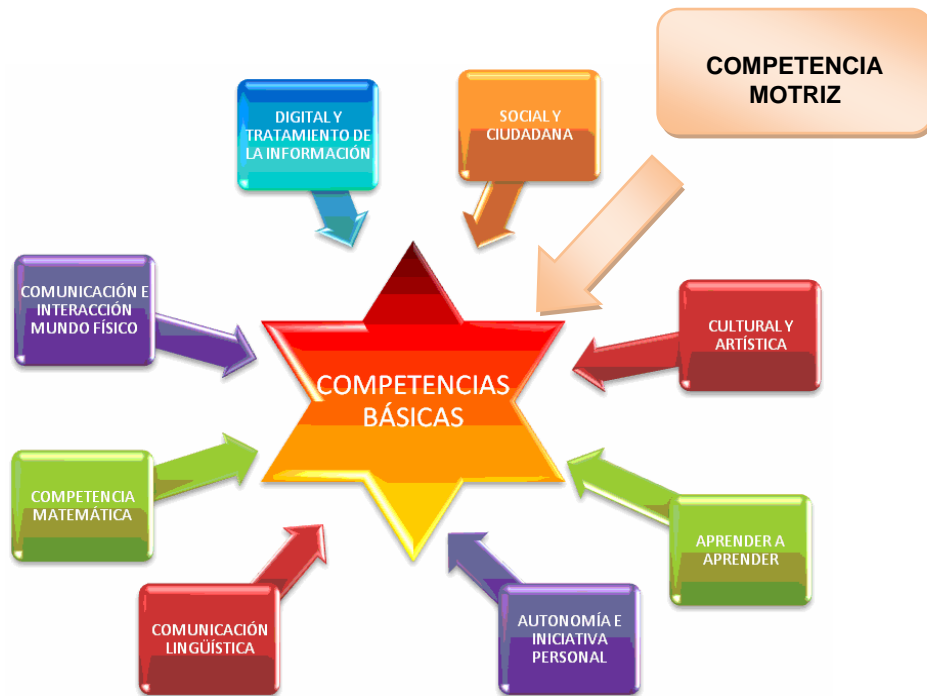 COMPETENCIA
MOTRIZ
DIGITAL Y
TRATAMIENTO DE
LA INFORMACIÓN
SOCIAL Y
CIUDADANA
COMUNICACIÓN E
INTERACCIÓN
MUNDO FÍSICO
CULTURAL Y
ARTÍSTICA
COMPETENCIAS
BÁSICAS
COMPETENCIA
MATEMÁTICA
APRENDER A
APRENDER
COMUNICACIÓN
LINGÜÍSTICA
AUTONOMÍA E
INICIATIVA
PERSONAL